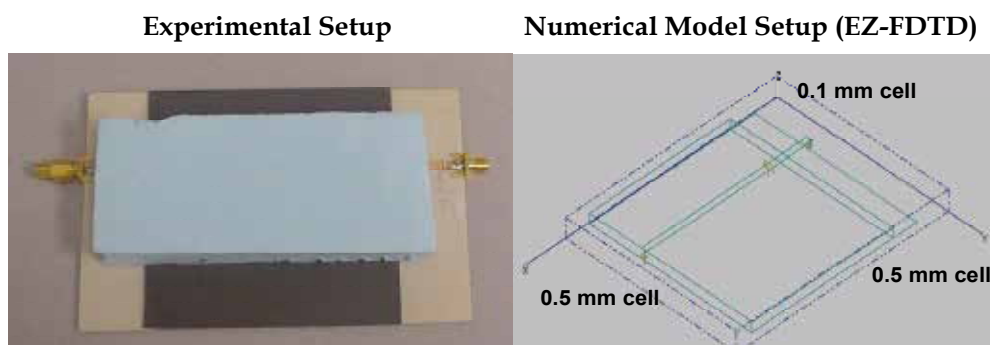 Experimental Setup
Numerical Model Setup (EZ-FDTD)
0.1 mm cell
0.5 mm cell
0.5 mm cell